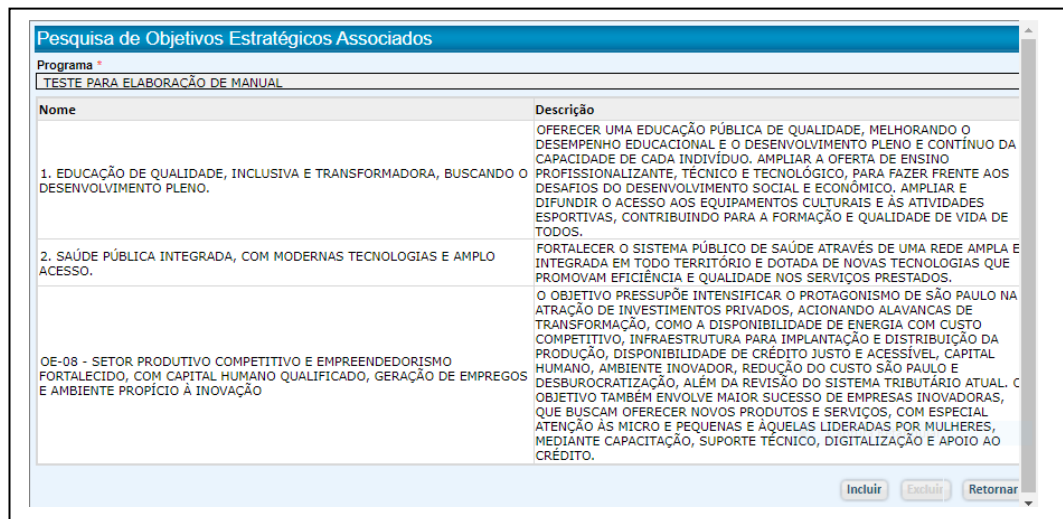 Pesquisa de Objetivos Estratégicos Associados
Programa *
TESTE PARA ELABORAÇÃO DE MANUAL
Nome Descrição
1. EDUCAÇÃO DE QUALIDADE, INCLUSIVA E TRANSFORMADORA, BUSCANDO O
DESENVOLVIMENTO PLENO.
OFERECER UMA EDUCAÇÃO PÚBLICA DE QUALIDADE, MELHORANDO O
DESEMPENHO EDUCACIONAL E O DESENVOLVIMENTO PLENO E CONTÍNUO DA
CAPACIDADE DE CADA INDIVÍDUO. AMPLIAR A OFERTA DE ENSINO
PROFISSIONALIZANTE, TÉCNICO E TECNOLÓGICO, PARA FAZER FRENTE AOS
DESAFIOS DO DESENVOLVIMENTO SOCIAL E ECONÔMICO. AMPLIAR E
DIFUNDIR O ACESSO AOS EQUIPAMENTOS CULTURAIS E ÀS ATIVIDADES
ESPORTIVAS, CONTRIBUINDO PARA A FORMAÇÃO E QUALIDADE DE VIDA DE
TODOS.
2. SAÚDE PÚBLICA INTEGRADA, COM MODERNAS TECNOLOGIAS E AMPLO
ACESSO.
FORTALECER O SISTEMA PÚBLICO DE SAÚDE ATRAVÉS DE UMA REDE AMPLA E
INTEGRADA EM TODO TERRITÓRIO E DOTADA DE NOVAS TECNOLOGIAS QUE
PROMOVAM EFICIÊNCIA E QUALIDADE NOS SERVIÇOS PRESTADOS.
OE-08 - SETOR PRODUTIVO COMPETITIVO E EMPREENDEDORISMO
FORTALECIDO, COM CAPITAL HUMANO QUALIFICADO, GERAÇÃO DE EMPREGOS
E AMBIENTE PROPÍCIO À INOVAÇÃO
O OBJETIVO PRESSUPÕE INTENSIFICAR O PROTAGONISMO DE SÃO PAULO NA
ATRAÇÃO DE INVESTIMENTOS PRIVADOS, ACIONANDO ALAVANCAS DE
TRANSFORMAÇÃO, COMO A DISPONIBILIDADE DE ENERGIA COM CUSTO
COMPETITIVO, INFRAESTRUTURA PARA IMPLANTAÇÃO E DISTRIBUIÇÃO DA
PRODUÇÃO, DISPONIBILIDADE DE CRÉDITO JUSTO E ACESSÍVEL, CAPITAL
HUMANO, AMBIENTE INOVADOR, REDUÇÃO DO CUSTO SÃO PAULO E
DESBUROCRATIZAÇÃO, ALÉM DA REVISÃO DO SISTEMA TRIBUTÁRIO ATUAL. O
OBJETIVO TAMBÉM ENVOLVE MAIOR SUCESSO DE EMPRESAS INOVADORAS,
QUE BUSCAM OFERECER NOVOS PRODUTOS E SERVIÇOS, COM ESPECIAL
ATENÇÃO ÀS MICRO E PEQUENAS E ÀQUELAS LIDERADAS POR MULHERES,
MEDIANTE CAPACITAÇÃO, SUPORTE TÉCNICO, DIGITALIZAÇÃO E APOIO AO
CRÉDITO.
Incluir Excluir Retornar